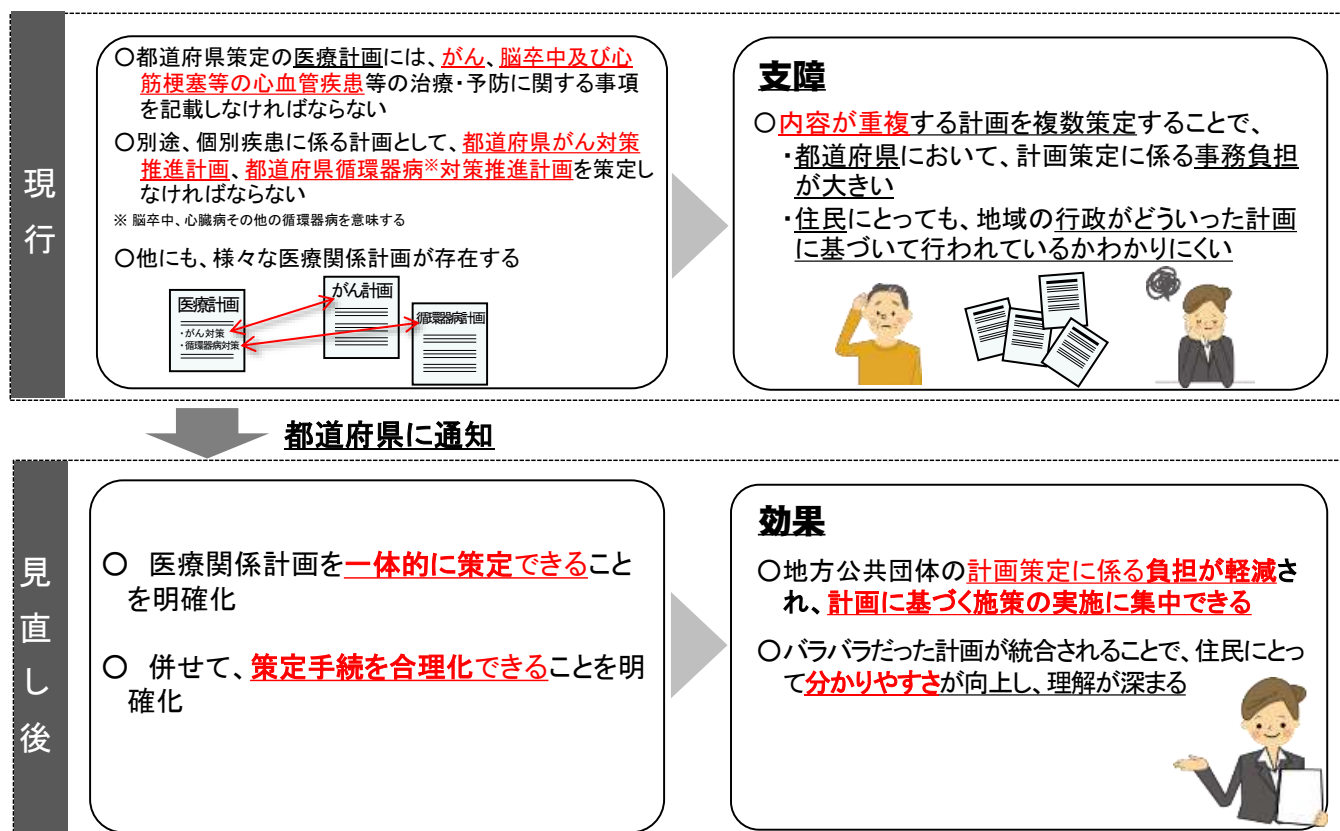 現行
〇都道府県策定の医療計画には、がん、脳卒中及び心
筋梗塞等の心血管疾患等の治療・予防に関する事項
を記載しなければならない
〇別途、個別疾患に係る計画として、都道府県がん対策
推進計画、都道府県循環器病※対策推進計画を策定し
なければならない
※ 脳卒中、心臓病その他の循環器病を意味する
〇他にも、様々な医療関係計画が存在する
医療計画
・がん対策
・循環器病対策
がん計画
循環器病計画
支障
〇内容が重複する計画を複数策定することで、
・都道府県において、計画策定に係る事務負担
が大きい
・住民にとっても、地域の行政がどういった計画
に基づいて行われているかわかりにくい
都道府県に通知
見直し後
〇 医療関係計画を一体的に策定できること
を明確化
〇 併せて、策定手続を合理化できることを明
確化
効果
〇地方公共団体の計画策定に係る負担が軽減さ
れ、計画に基づく施策の実施に集中できる
〇バラバラだった計画が統合されることで、住民にとっ
て分かりやすさが向上し、理解が深まる